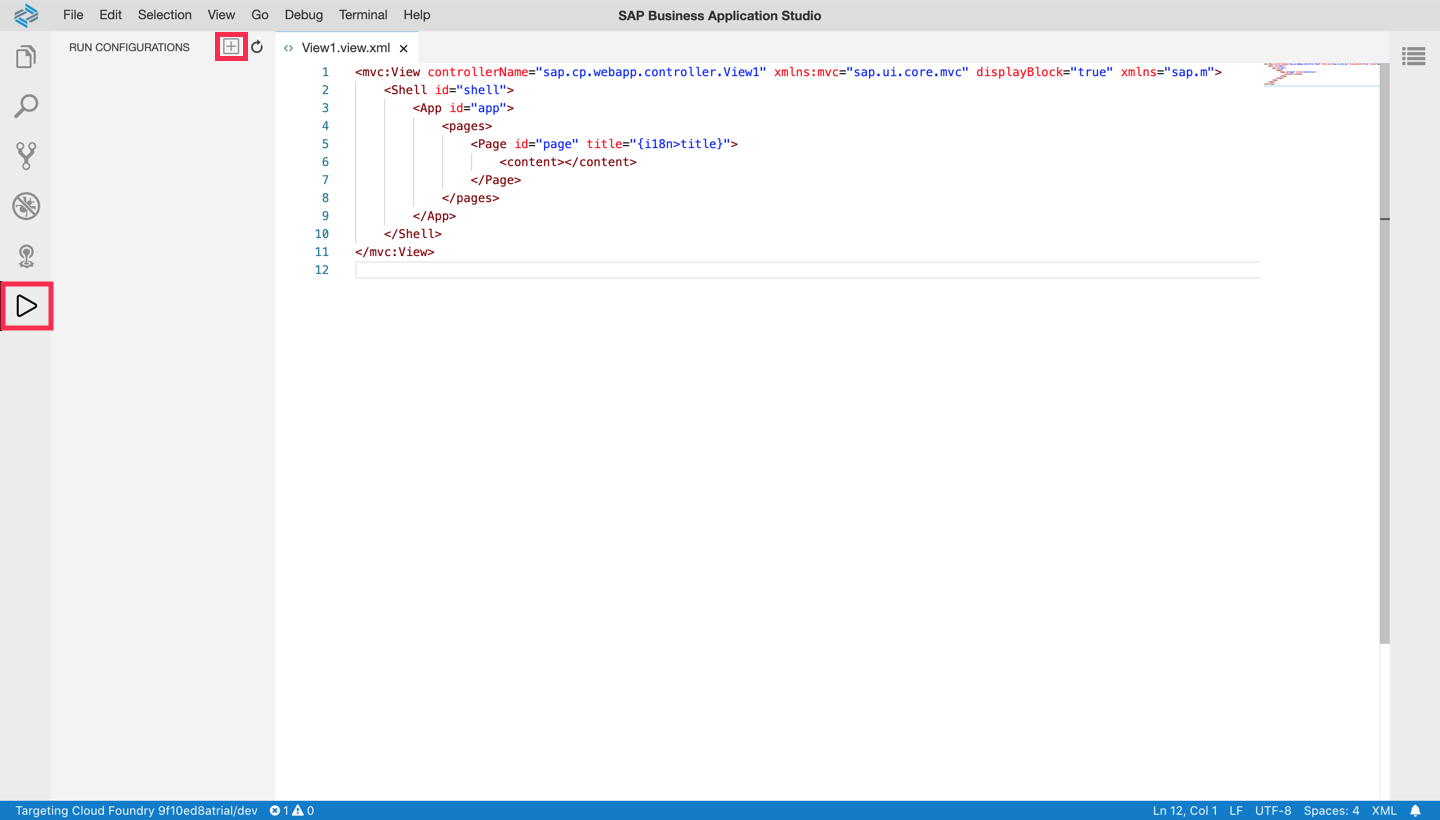 File Edit Selection View Go Debug Terminal Help
SAP Business Application Studio
RUN CONFIGURATIONS
View1.view.xml
1 <mvc:View controllerName="sap.cp.webapp.controller.View1" xmlns:mvc="sap.ui.core.mvc" displayBlock="true" xmlns="sap.m">
2 <Shell id="shell">
3 <App id="app">
4 <pages>
5 <Page id="page" title="{i18n>title}">
6 <content></content>
7 </Page>
8 </pages>
9 </App>
10 </Shell>
11 </mvc:View>
12
Targeting Cloud Foundry 9f10ed8atrial/dev 1 0 Ln 12, Col 1 LF UTF-8 Spaces: 4 XML